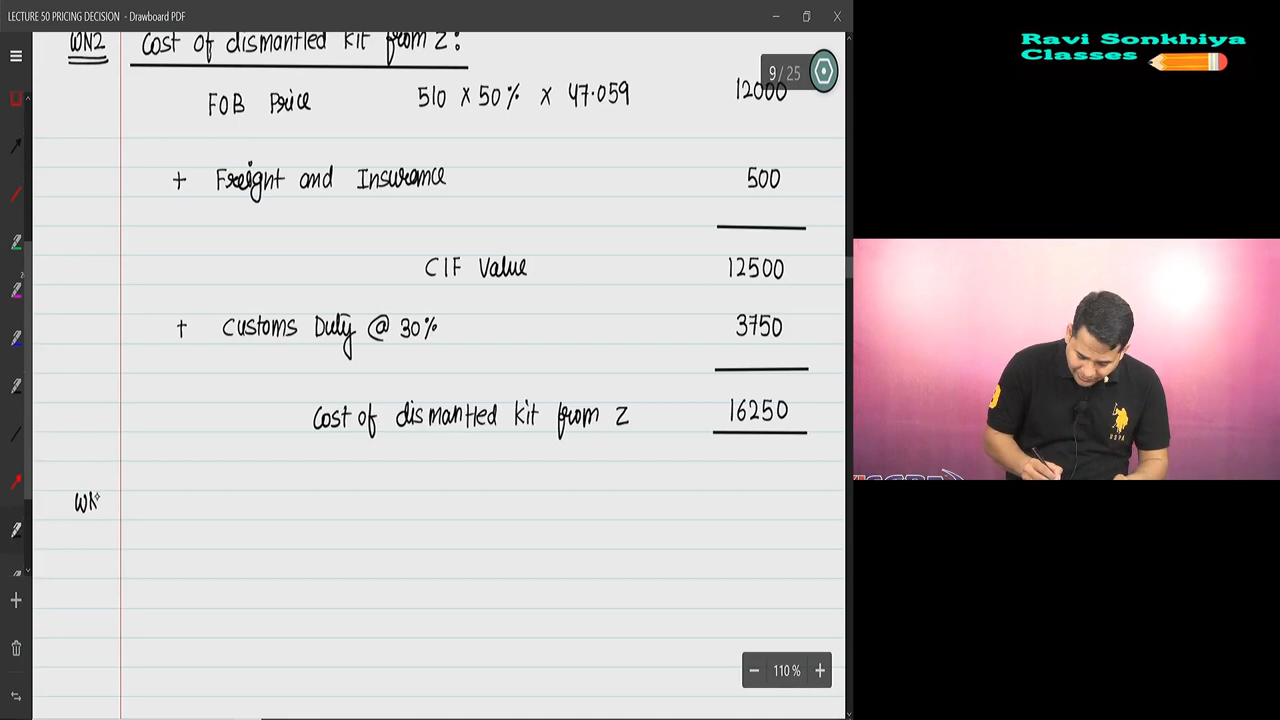 LECTURE 50 PRICING DECISION - Drawboard PDF
Ravi Sonkhiya
Classes
WN2 Cost of dismantled kit from Z:
9 / 25
FOB Price 510 x 50% x 47.059 12000
+ Freight and Insurance 500
CIF Value 12500
+ Customs Duty @ 30% 3750
Cost of dismantled kit from Z 16250
USPA
110 %